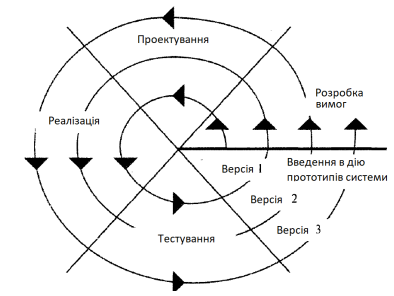 Проектування
Розробка
вимог
Реалізація
Версія 1
Введення в дію
прототипів системи
Версія 2
Тестування
Версія 3